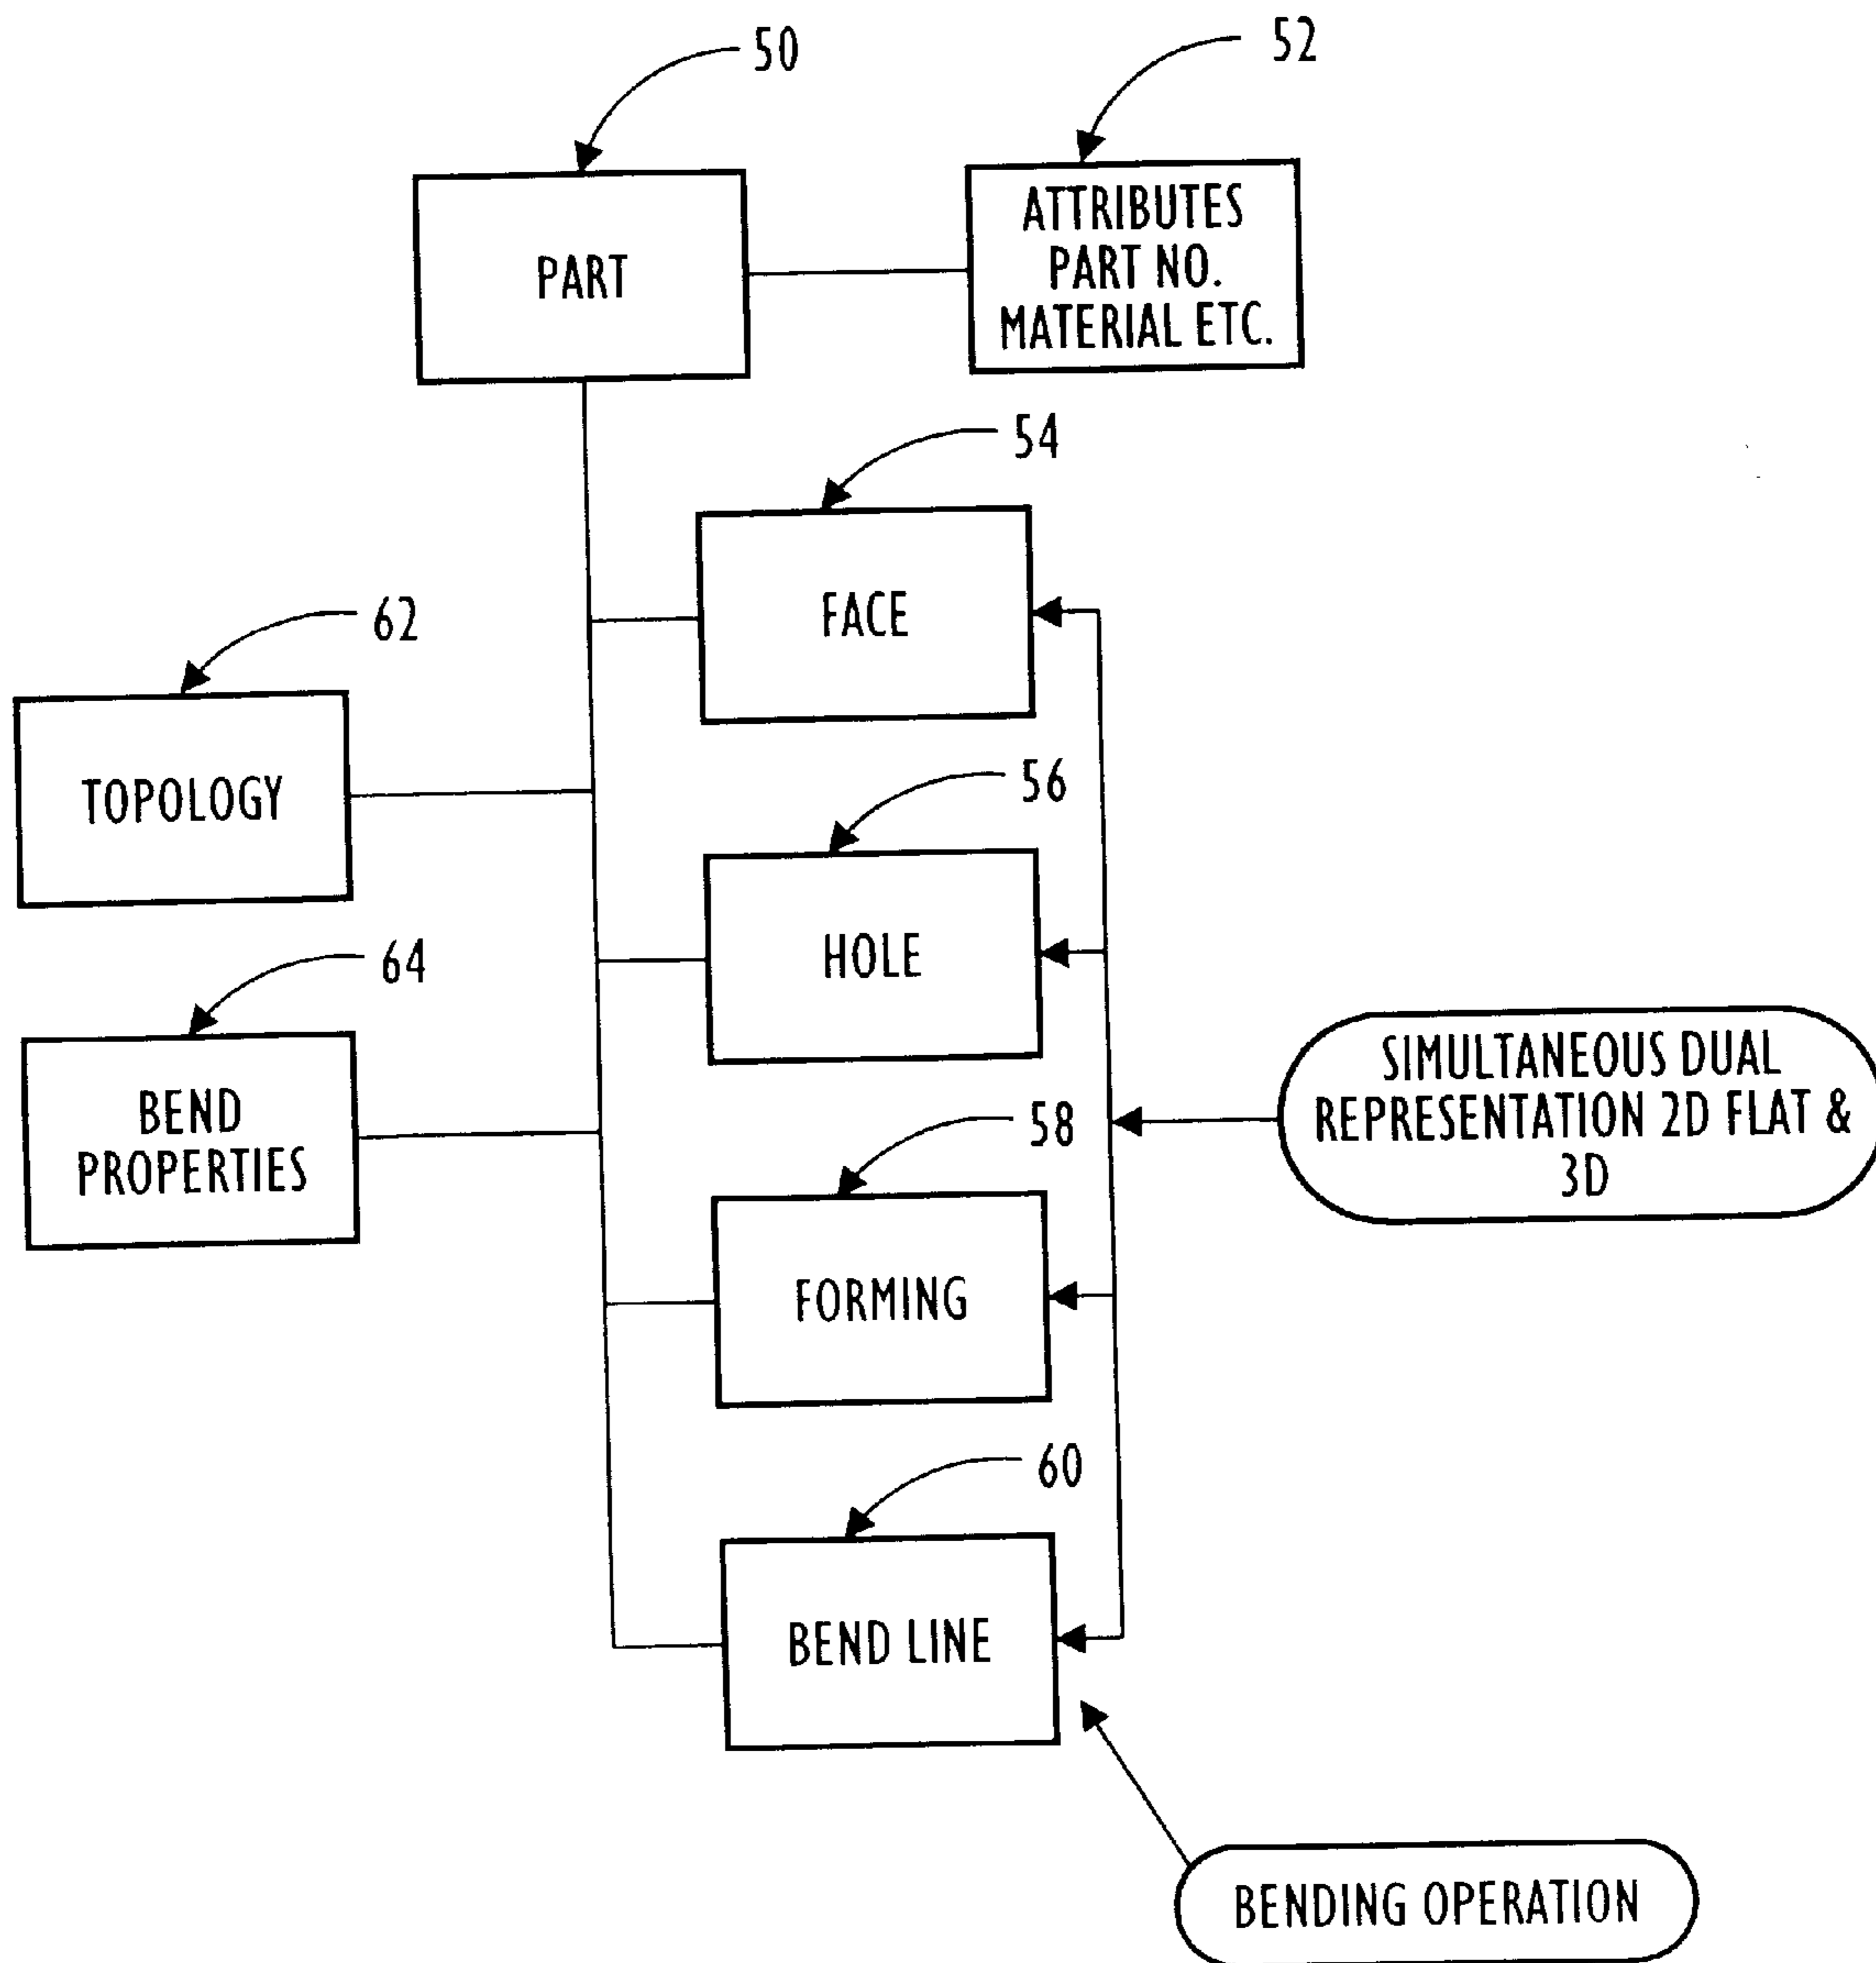 50
52
PART
ATTRIBUTES
PART NO.
MATERIAL ETC.
54
FACE
62
TOPOLOGY
56
HOLE
64
BEND
PROPERTIES
SIMULTANEOUS DUAL
REPRESENTATION 2D FLAT &
3D
58
FORMING
60
BEND LINE
BENDING OPERATION